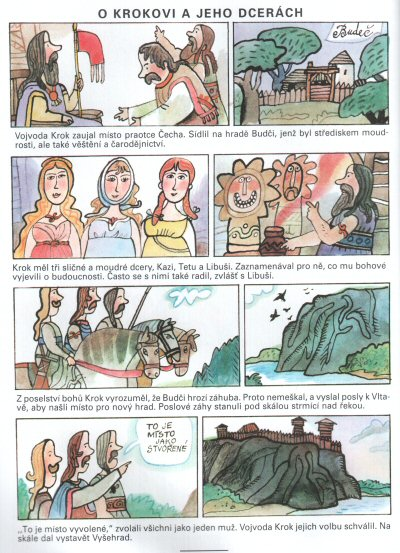 O KROKOVI A JEHO DCERÁCH
Budeč
Vojvoda Krok zaujal místo praotce Čecha. Sídlil na hradě Budči, jenž byl střediskem moud-
rosti, ale také věštění a čarodějnictví.
Krok měl tři sličné a moudré dcery, Kazi, Tetu a Libuši. Zaznamenával pro ně, co mu bohové
vyjevili o budoucnosti. Často se s nimi také radil, zvlášť s Libuší.
Z poselství bohů Krok vyrozuměl, že Budči hrozí záhuba. Proto nemeškal, a vyslal posly k Vlta-
vě, aby našli místo pro nový hrad. Poslové záhy stanuli pod skálou strmící nad řekou.
TO JE
MÍSTO
JAKO
STVOŘENÉ
„To je místo vyvolené,“ zvolali všichni jako jeden muž. Vojvoda Krok jejich volbu schválil. Na
skále dal vystavět Vyšehrad.